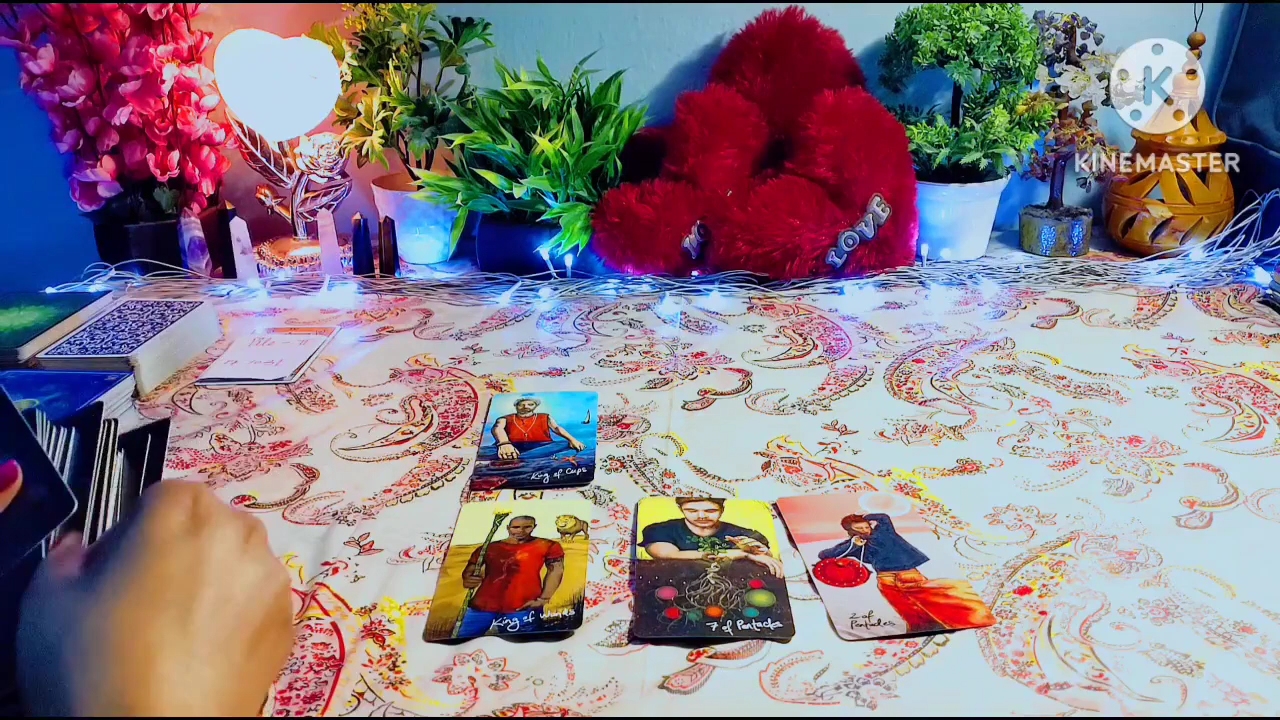 KINEMASTER
LOVE
King of Cups
King of Wands
7 of Pentacles
2 of
Pentacles